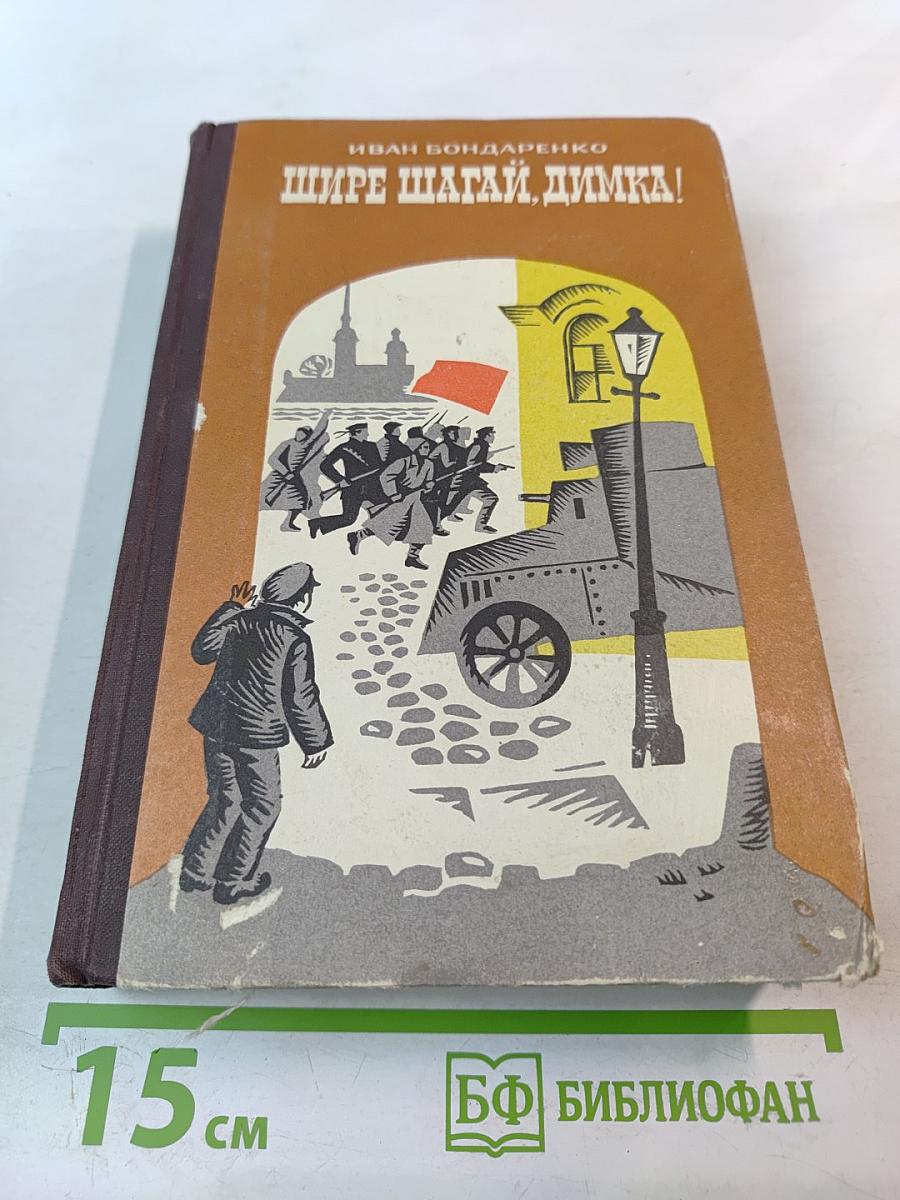 ИВАН БОНДАРЕНКО
ШИРЕ ШАГАЙ, ДИМКА!
15 см
БФ БИБЛИОФАН